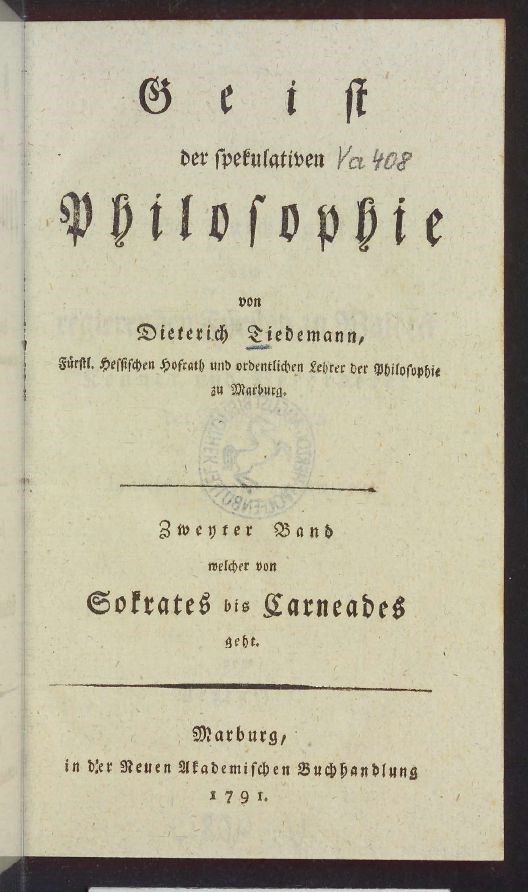 Geist
der spekulativen Va 408
Philosophie
von
Dieterich Tiedemann,
Fürstl. Hessischen Hofrath und ordentlichen Lehrer der Philosophie
zu Marburg.
Zweyter Band
welcher von
Sokrates bis Carneades
geht.
Marburg,
in der Neuen Akademischen Buchhandlung
1791.